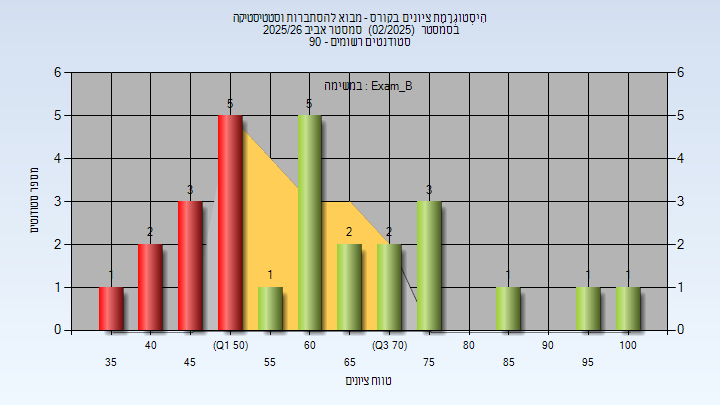 היסטוגרמת ציונים בקורס - מבוא להסתברות וסטטיסטיקה
בסמסטר (02/2025) סמסטר אביב 2025/26
סטודנטים רשומים - 90
במשימה : Exam_B
מספר סטודנטים
6 6
5 5
4 4
3 3
2 2
1 1
0 0
1 2 3 5 1 5 2 2 3 1 1 1
40 (Q1 50) 60 (Q3 70) 80 90 100
35 45 55 65 75 85 95
טווח ציונים